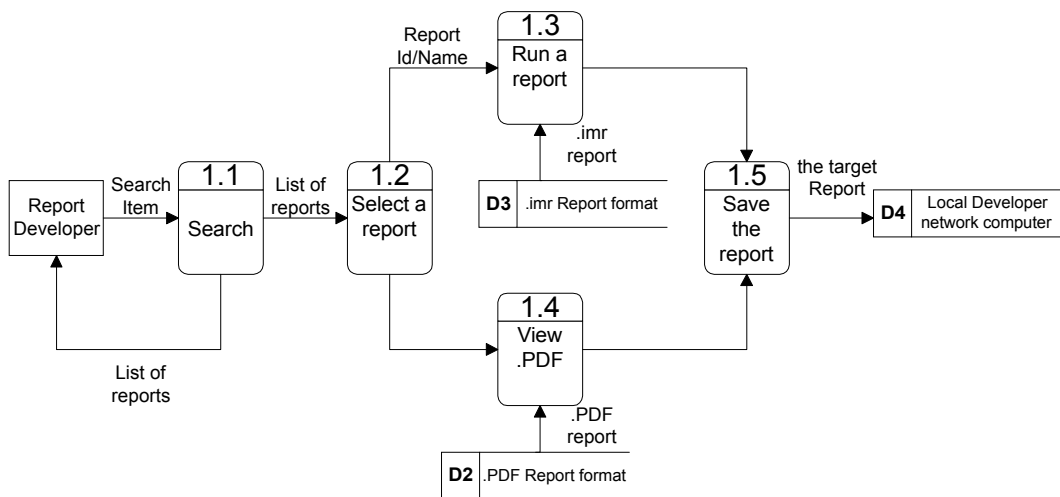 Report
Id/Name
1.3
Run a
report
.imr
report
D3
.imr Report format
Report
Developer
Search
Item
1.1
Search
List of
reports
1.2
Select a
report
1.5
Save
the
report
the target
Report
D4
Local Developer
network computer
List of
reports
1.4
View
.PDF
.PDF
report
D2
.PDF Report format